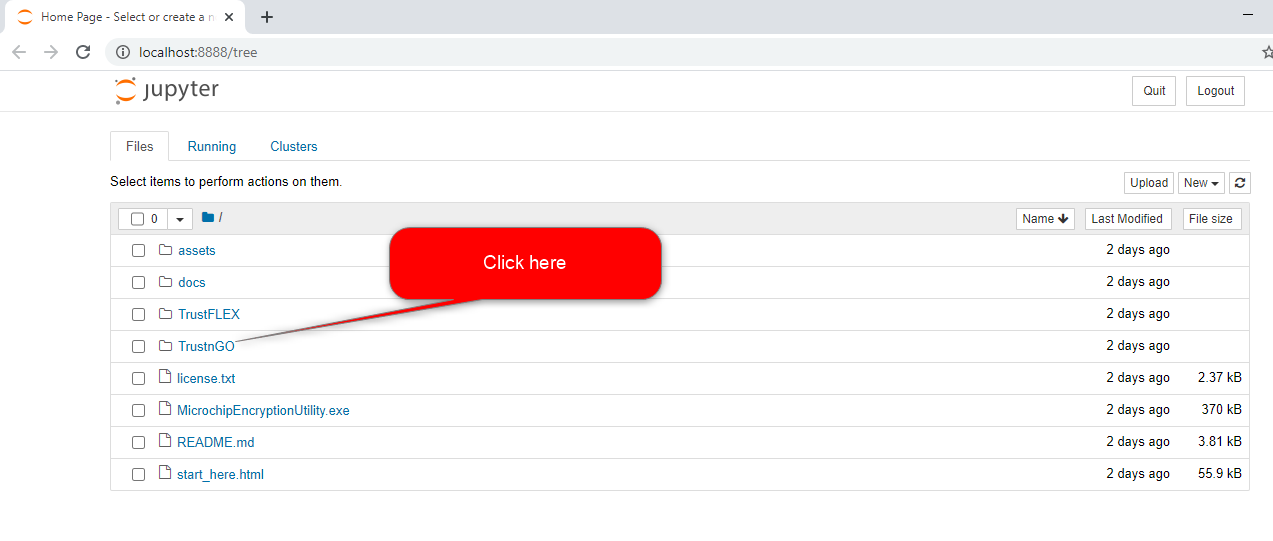 Home Page - Select or create a n
localhost:8888/tree
jupyter
Quit Logout
Files Running Clusters
Select items to perform actions on them.
Upload New
0 / Name Last Modified File size
assets 2 days ago
Click here
docs 2 days ago
TrustFLEX 2 days ago
TrustnGO 2 days ago
license.txt 2 days ago 2.37 kB
MicrochipEncryptionUtility.exe 2 days ago 370 kB
README.md 2 days ago 3.81 kB
start_here.html 2 days ago 55.9 kB